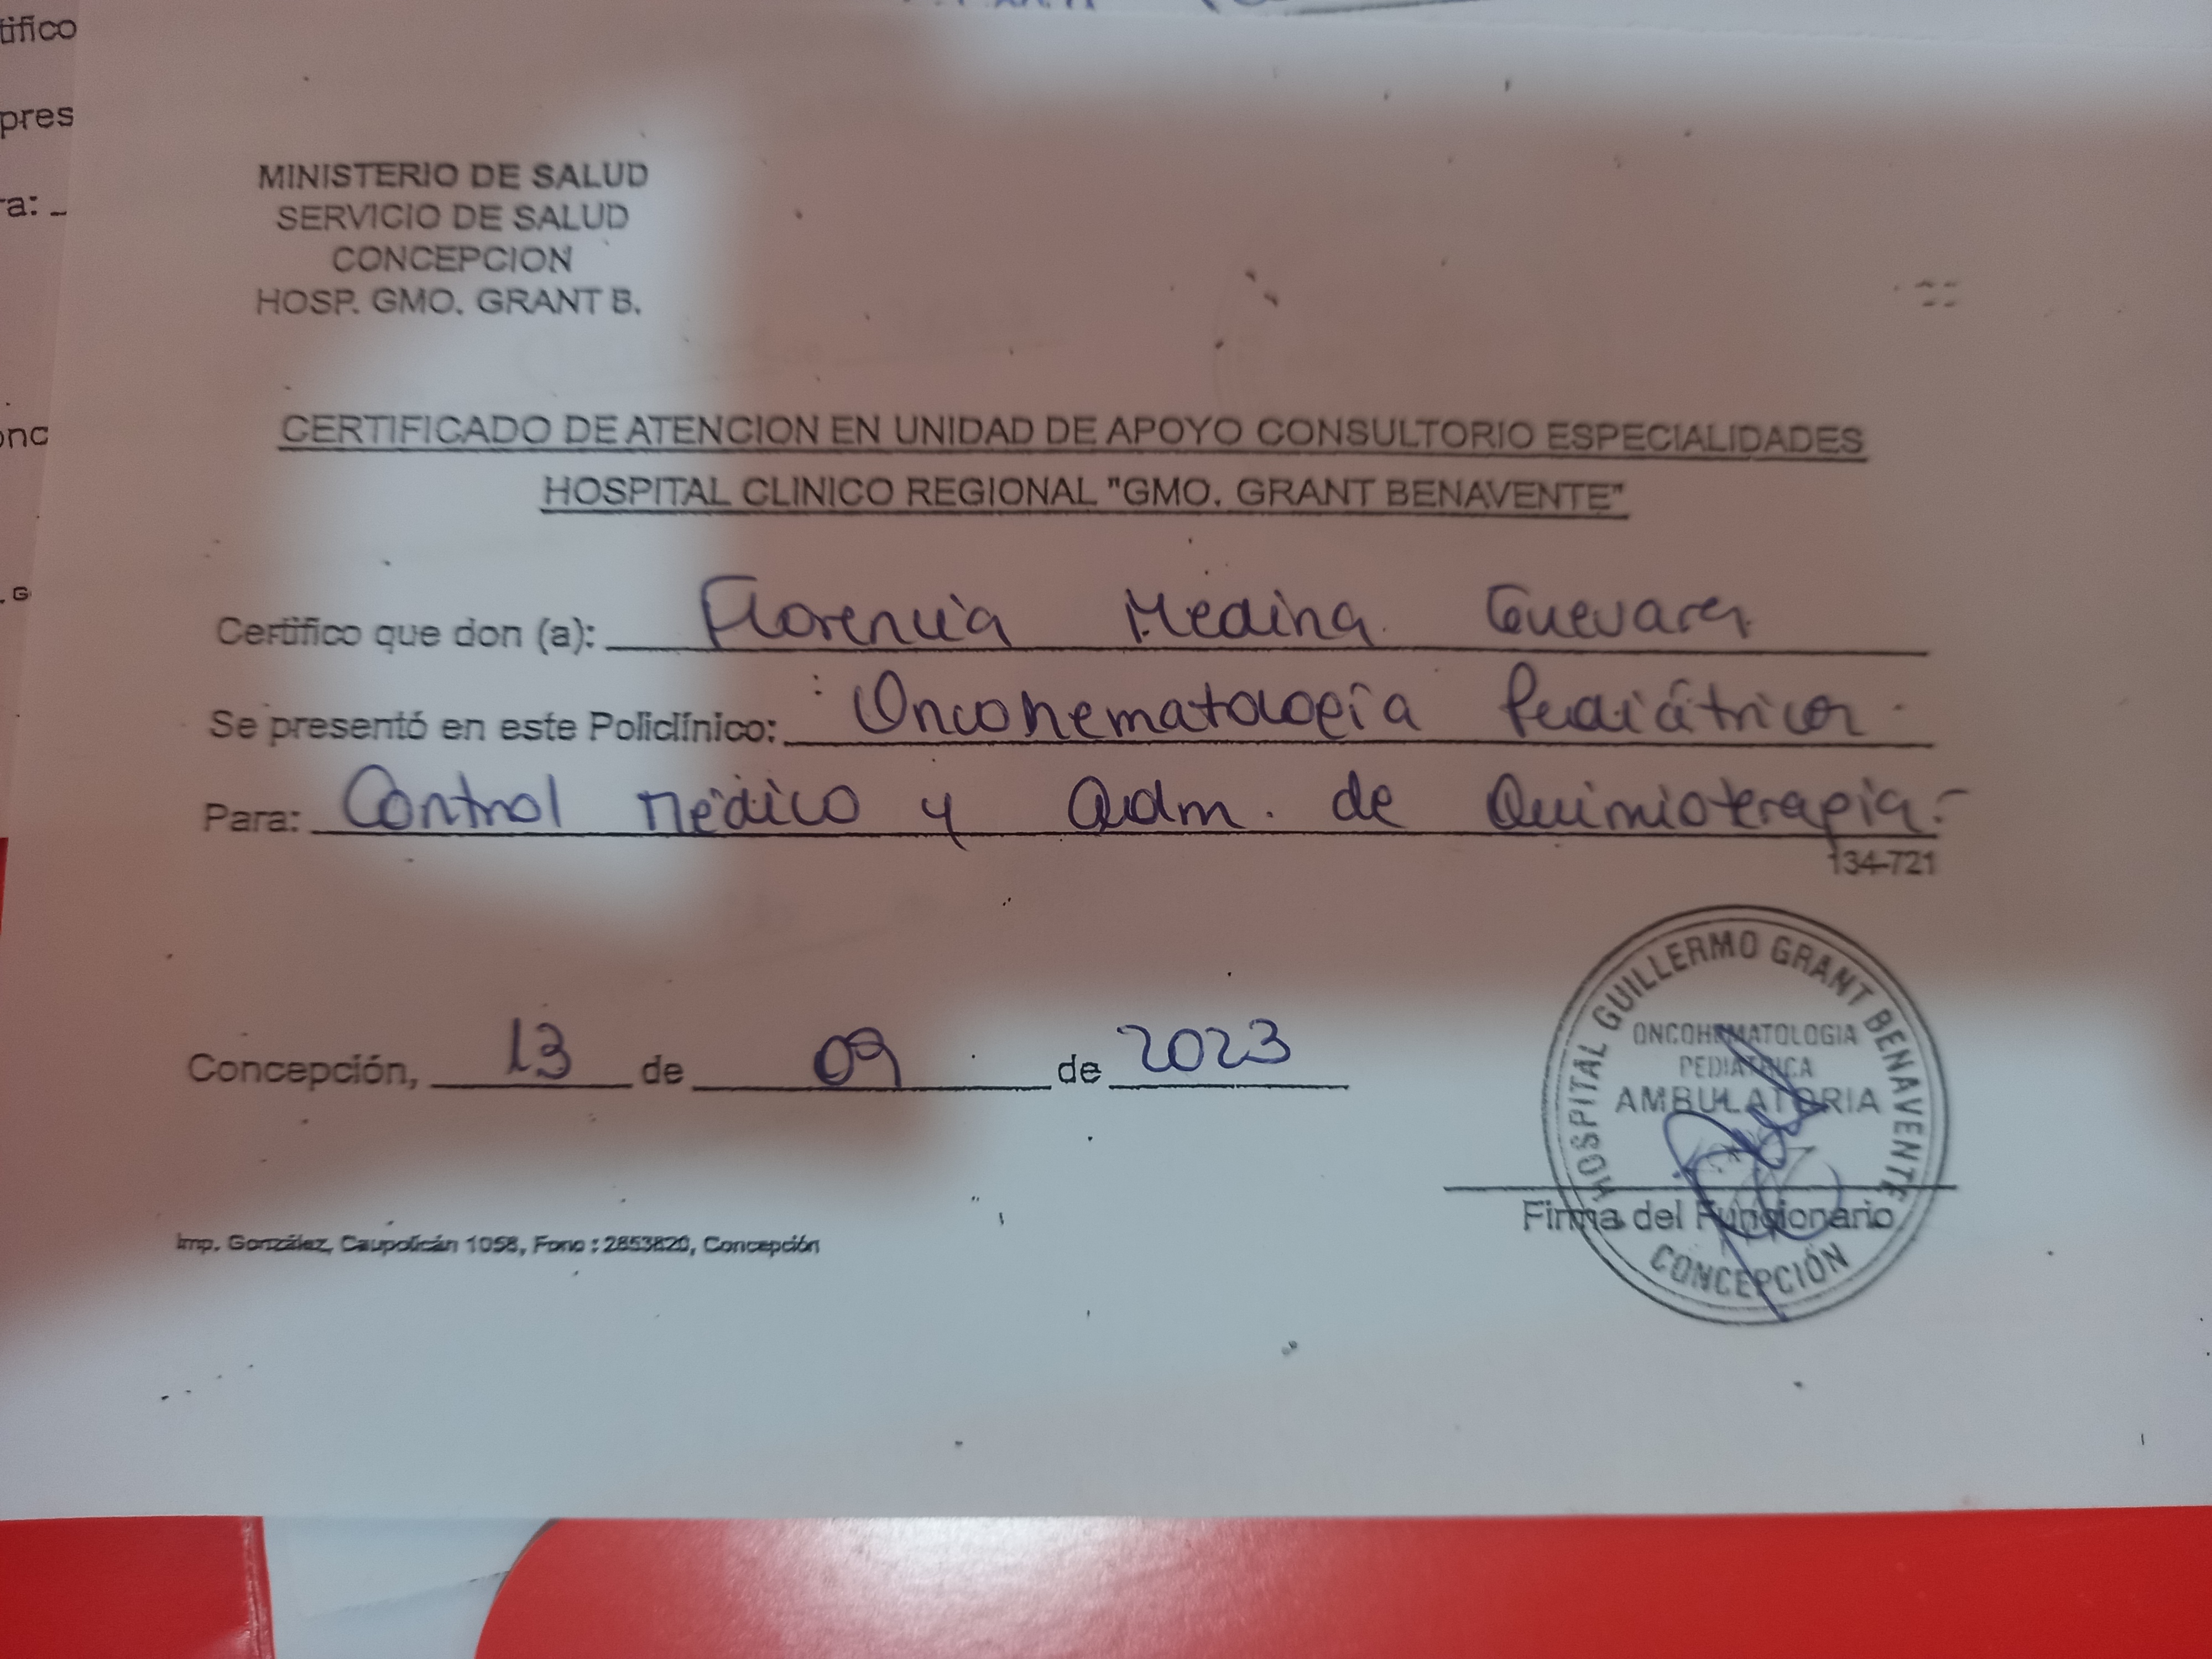 tifico
pres
ra:
onc
. G
MINISTERIO DE SALUD
SERVICIO DE SALUD
CONCEPCION
HOSP. GMO. GRANT B.
CERTIFICADO DE ATENCION EN UNIDAD DE APOYO CONSULTORIO ESPECIALIDADES
HOSPITAL CLINICO REGIONAL "GMO. GRANT BENAVENTE"
Certifico que don (a): Florencia Medina Guevara
Se presentó en este Policlínico: Oncohematología Pediátrica.
Para: Control médico y Adm. de Quimioterapia.-
134-721
Concepción, 13 de 09 de 2023
HOSPITAL GUILLERMO GRANT BENAVENTE
ONCOHEMATOLOGIA
PEDIATRICA
AMBULATORIA
Firma del Funcionario
CONCEPCIÓN
Imp. González, Caupolicán 1058, Fono : 2853820, Concepción